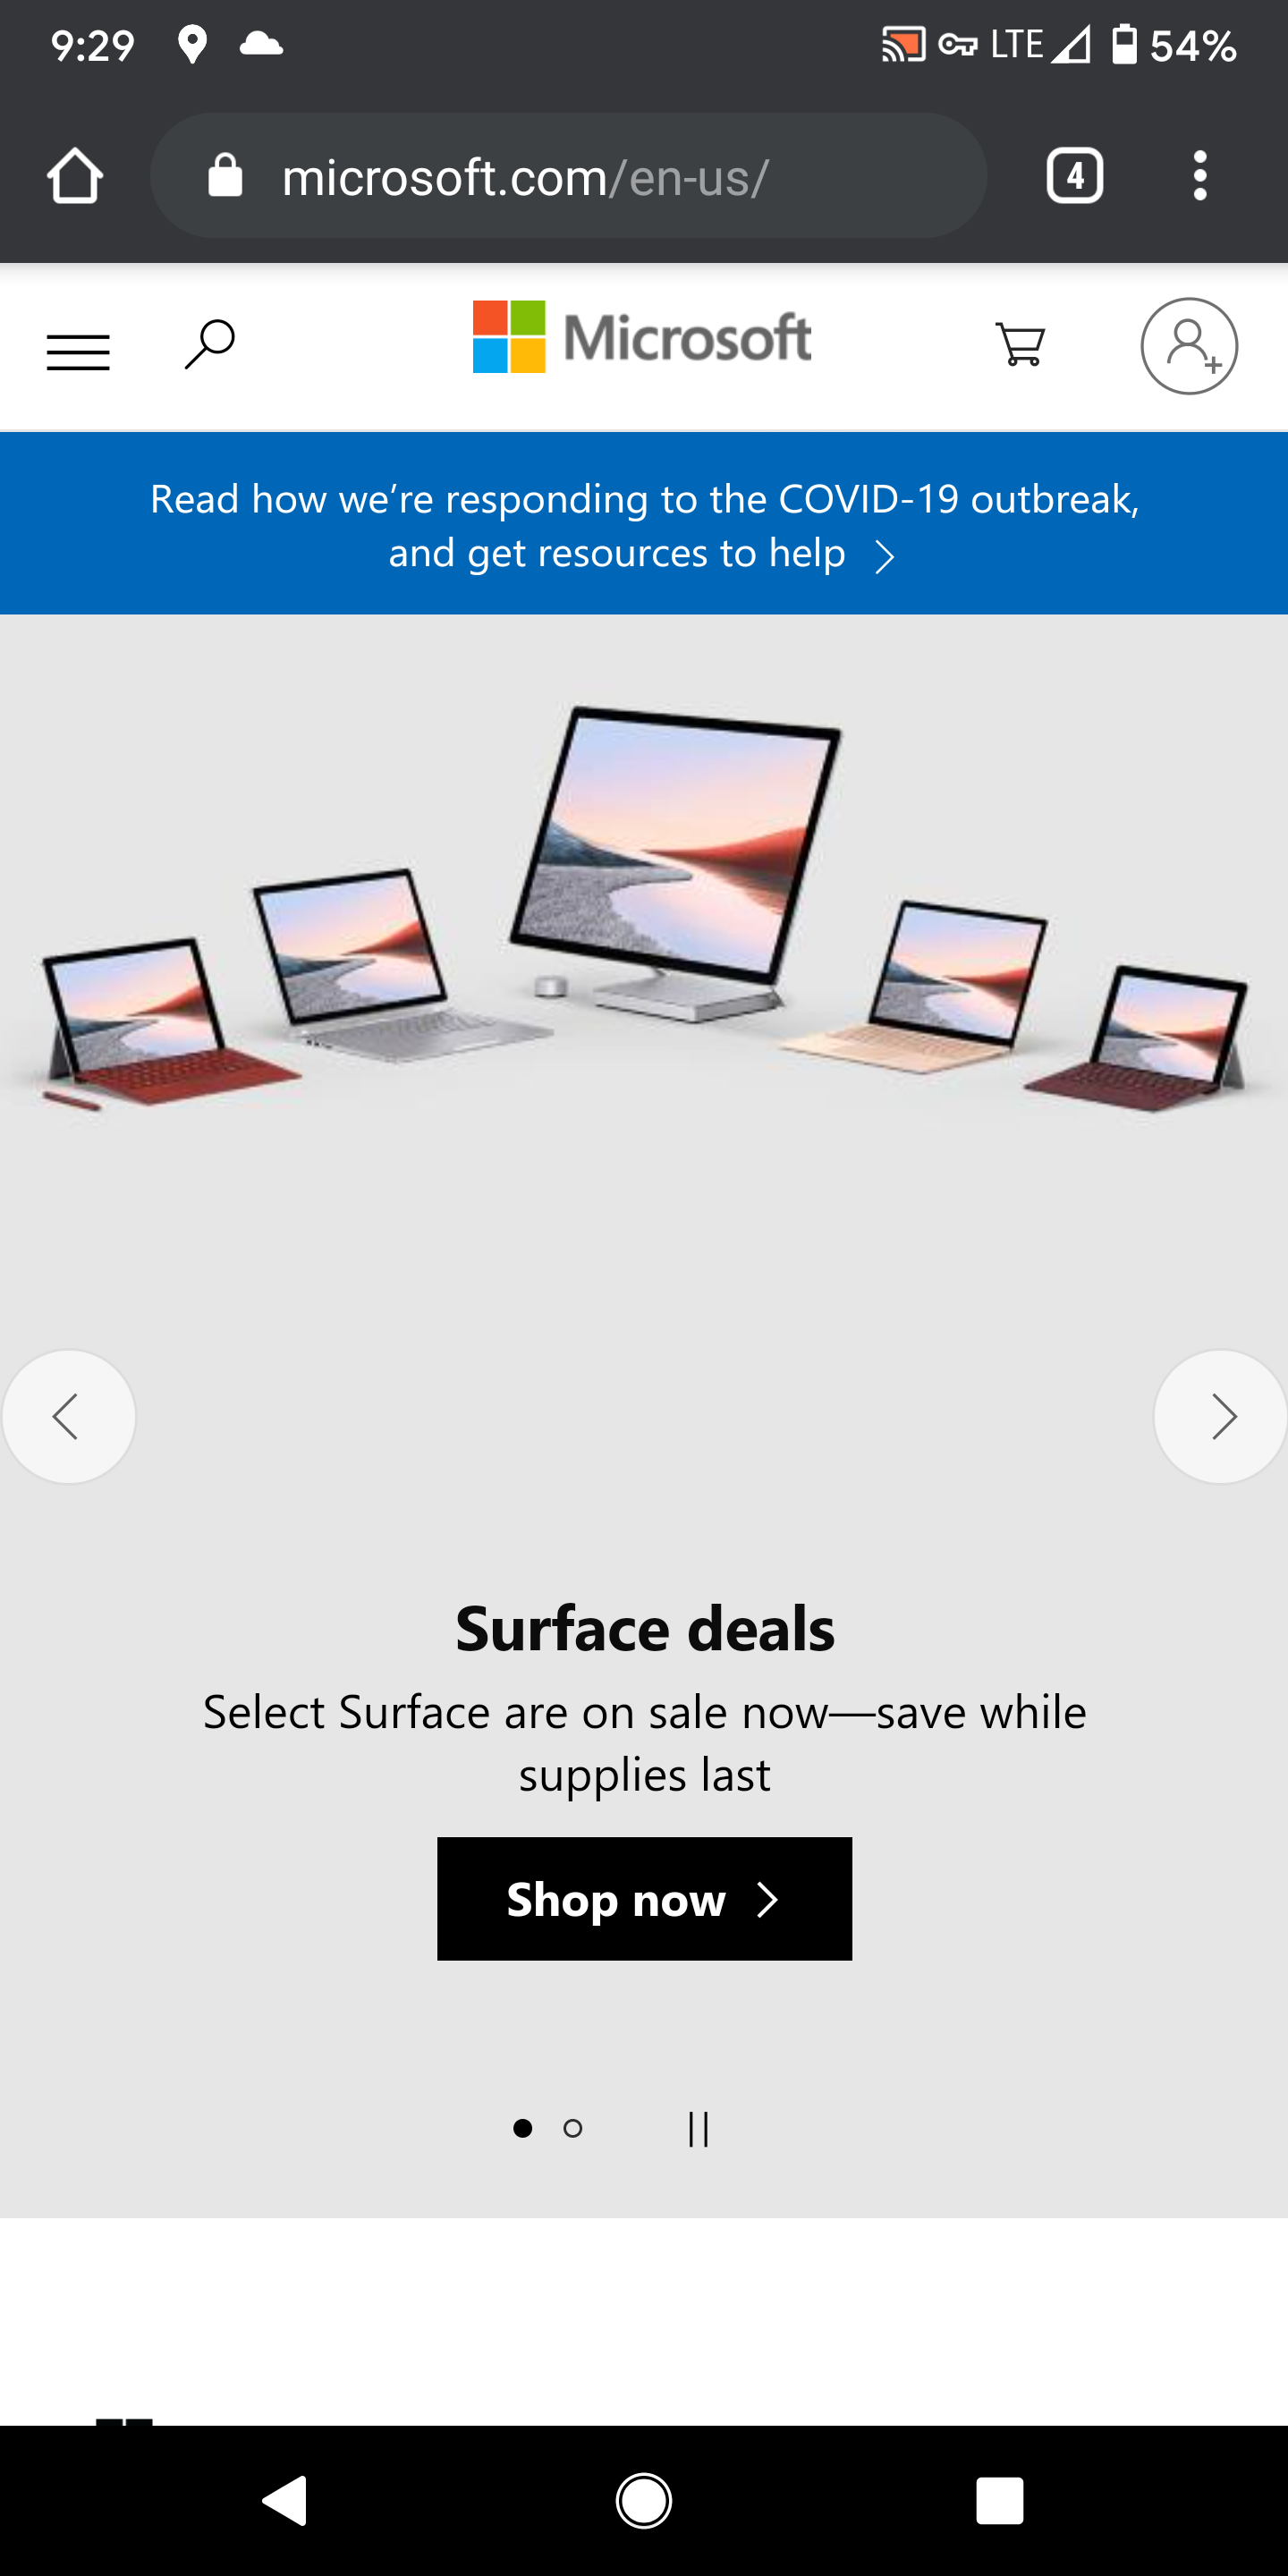 9:29 LTE 54%
microsoft.com/en-us/ 4
Microsoft
Read how we’re responding to the COVID-19 outbreak,
and get resources to help
Surface deals
Select Surface are on sale now—save while
supplies last
Shop now